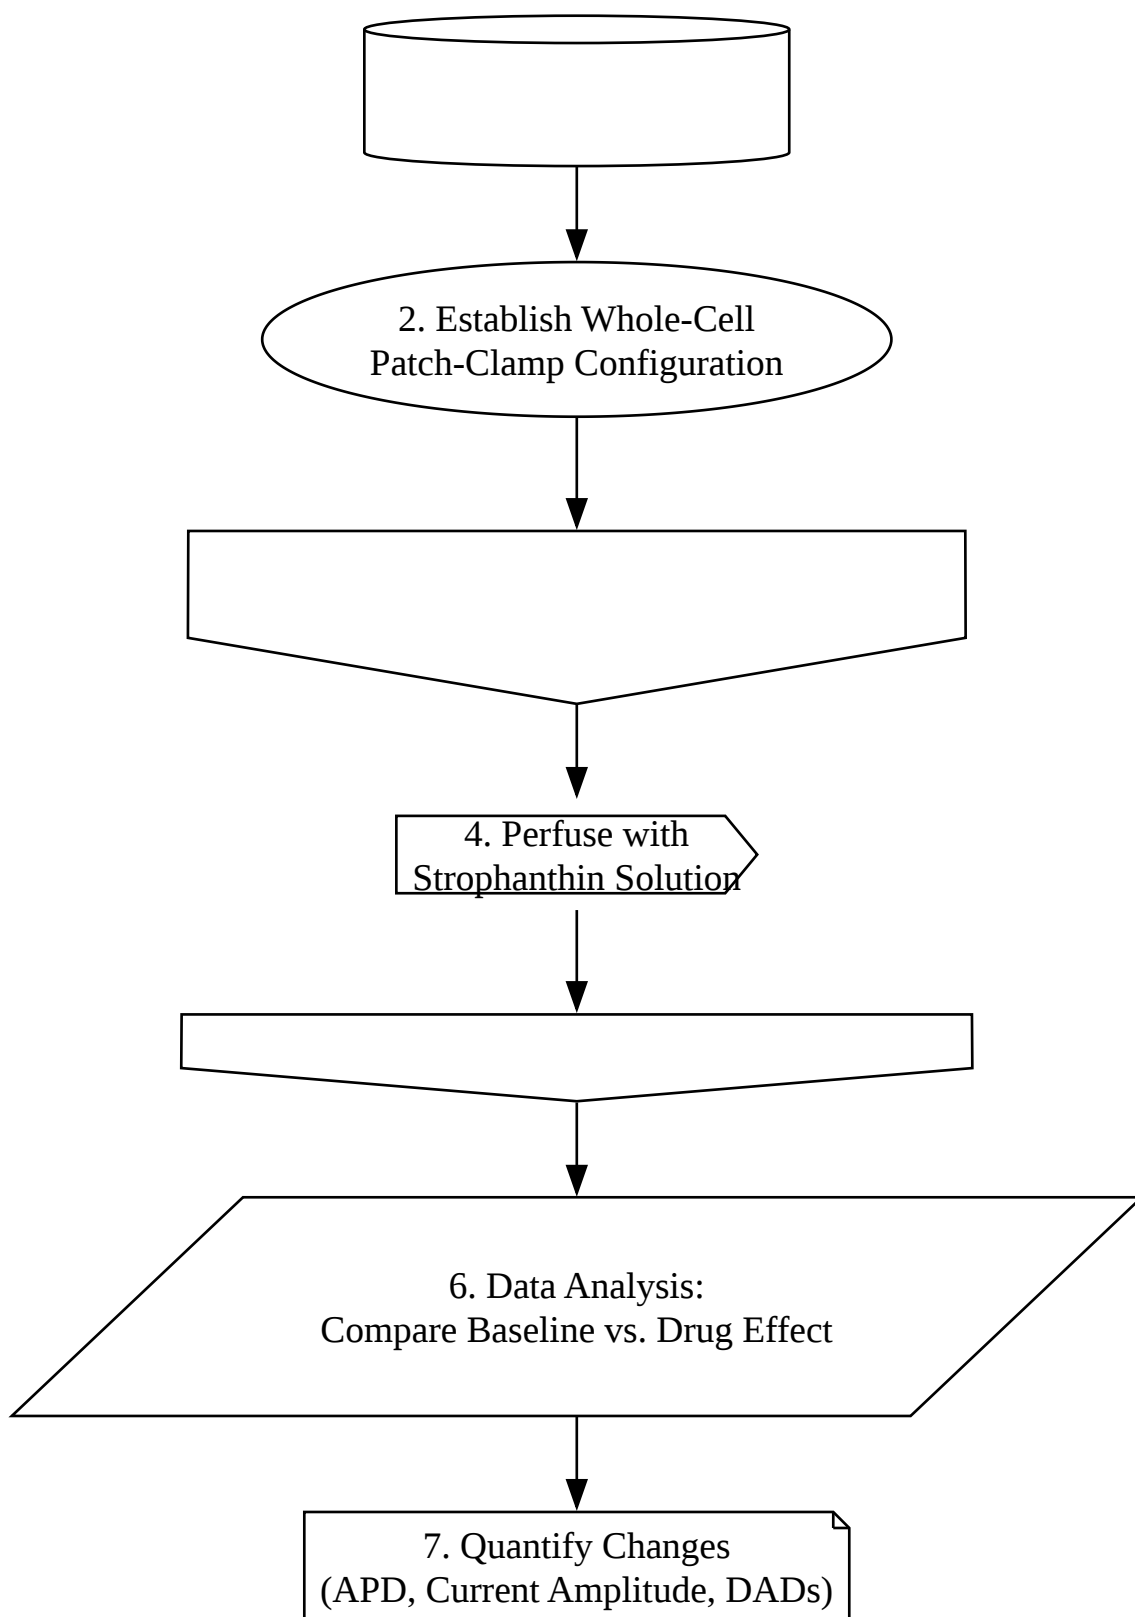 2. Establish Whole-Cell
Patch-Clamp Configuration
4. Perfuse with
Strophanthin Solution
6. Data Analysis:
Compare Baseline vs. Drug Effect
7. Quantify Changes
(APD, Current Amplitude, DADs)